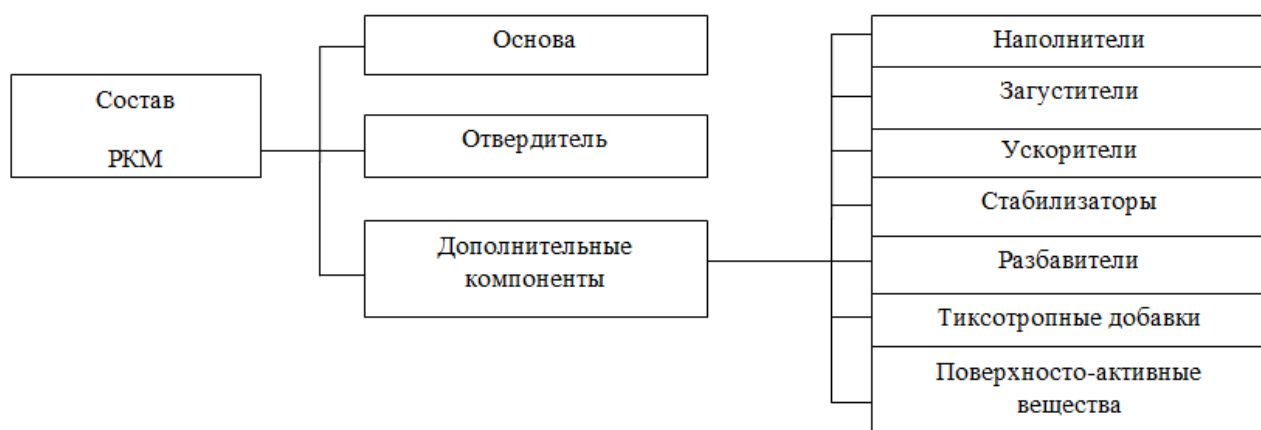 Состав
РКМ
Основа
Отвердитель
Дополнительные
компоненты
Наполнители
Загустители
Ускорители
Стабилизаторы
Разбавители
Тиксотропные добавки
Поверхносто-активные
вещества